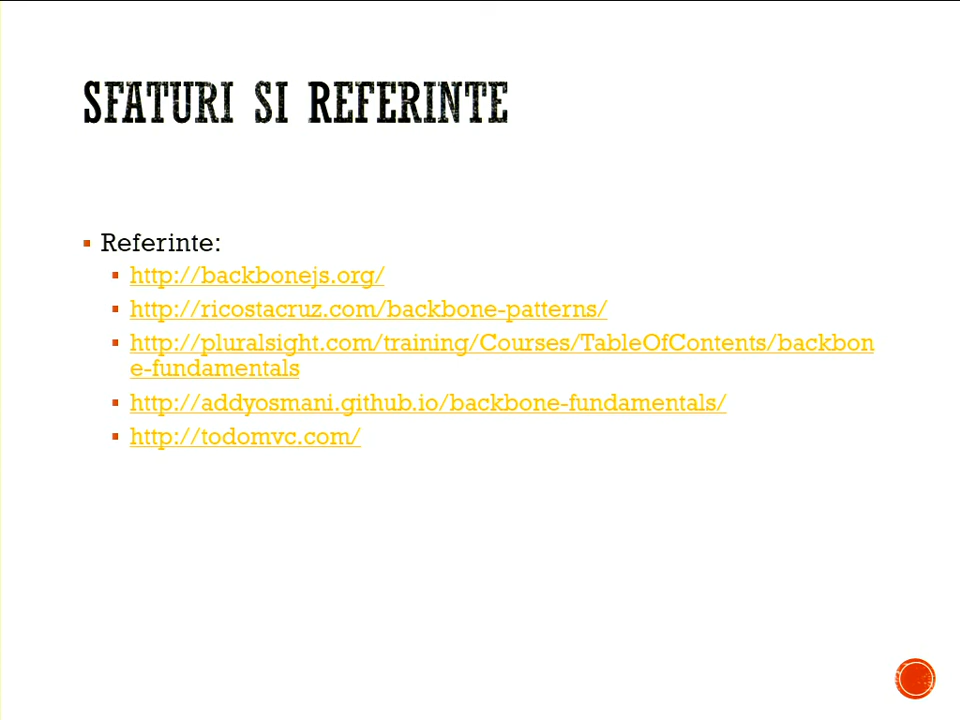 SFATURI SI REFERINTE
Referinte:
http://backbonejs.org/
http://ricostacruz.com/backbone-patterns/
http://pluralsight.com/training/Courses/TableOfContents/backbon
e-fundamentals
http://addyosmani.github.io/backbone-fundamentals/
http://todomvc.com/